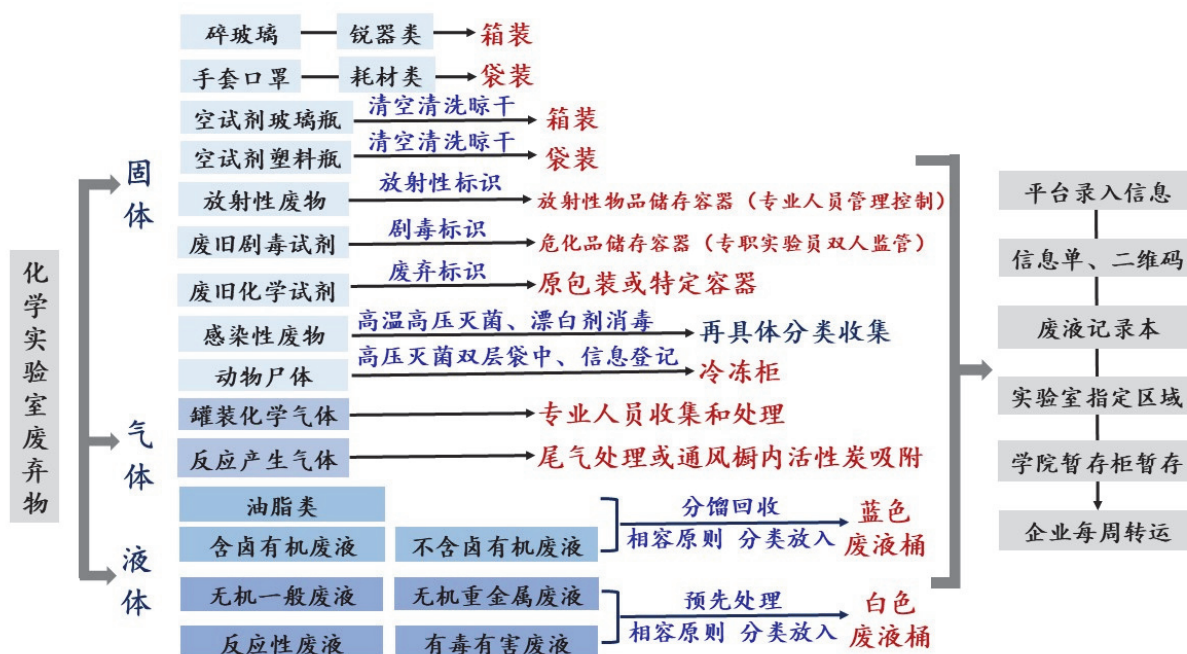 化学实验室废弃物
固体
碎玻璃 锐器类 箱装
手套口罩 耗材类 袋装
空试剂玻璃瓶 清空清洗晾干 箱装
空试剂塑料瓶 清空清洗晾干 袋装
放射性废物 放射性标识 放射性物品储存容器（专业人员管理控制）
废旧剧毒试剂 剧毒标识 危化品储存容器（专职实验员双人监管）
废旧化学试剂 废弃标识 原包装或特定容器
感染性废物 高温高压灭菌、漂白剂消毒 再具体分类收集
动物尸体 高压灭菌双层袋中、信息登记 冷冻柜
气体
罐装化学气体 专业人员收集和处理
反应产生气体 尾气处理或通风橱内活性炭吸附
液体
油脂类
含卤有机废液 不含卤有机废液
分馏回收
相容原则 分类放入
蓝色
废液桶
无机一般废液 无机重金属废液
反应性废液 有毒有害废液
预先处理
相容原则 分类放入
白色
废液桶
平台录入信息
信息单、二维码
废液记录本
实验室指定区域
学院暂存柜暂存
企业每周转运